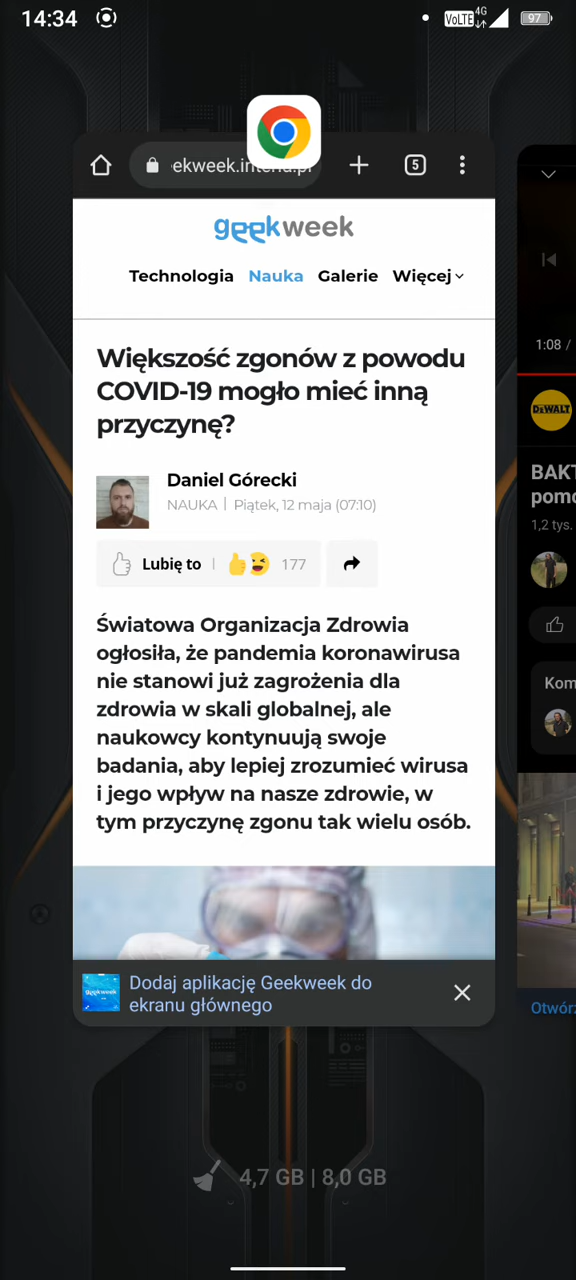 14:34
VoLTE 4G 97
ekweek.interia.pl
5
geekweek
Technologia Nauka Galerie Więcej
Większość zgonów z powodu
COVID-19 mogło mieć inną
przyczynę?
Daniel Górecki
NAUKA | Piątek, 12 maja (07:10)
Lubię to 177
Światowa Organizacja Zdrowia
ogłosiła, że pandemia koronawirusa
nie stanowi już zagrożenia dla
zdrowia w skali globalnej, ale
naukowcy kontynuują swoje
badania, aby lepiej zrozumieć wirusa
i jego wpływ na nasze zdrowie, w
tym przyczynę zgonu tak wielu osób.
geekweek
Dodaj aplikację Geekweek do
ekranu głównego
1:08 /
DEWALT
BAKT
pomo
1,2 tys.
Kom
Otwórz
4,7 GB | 8,0 GB